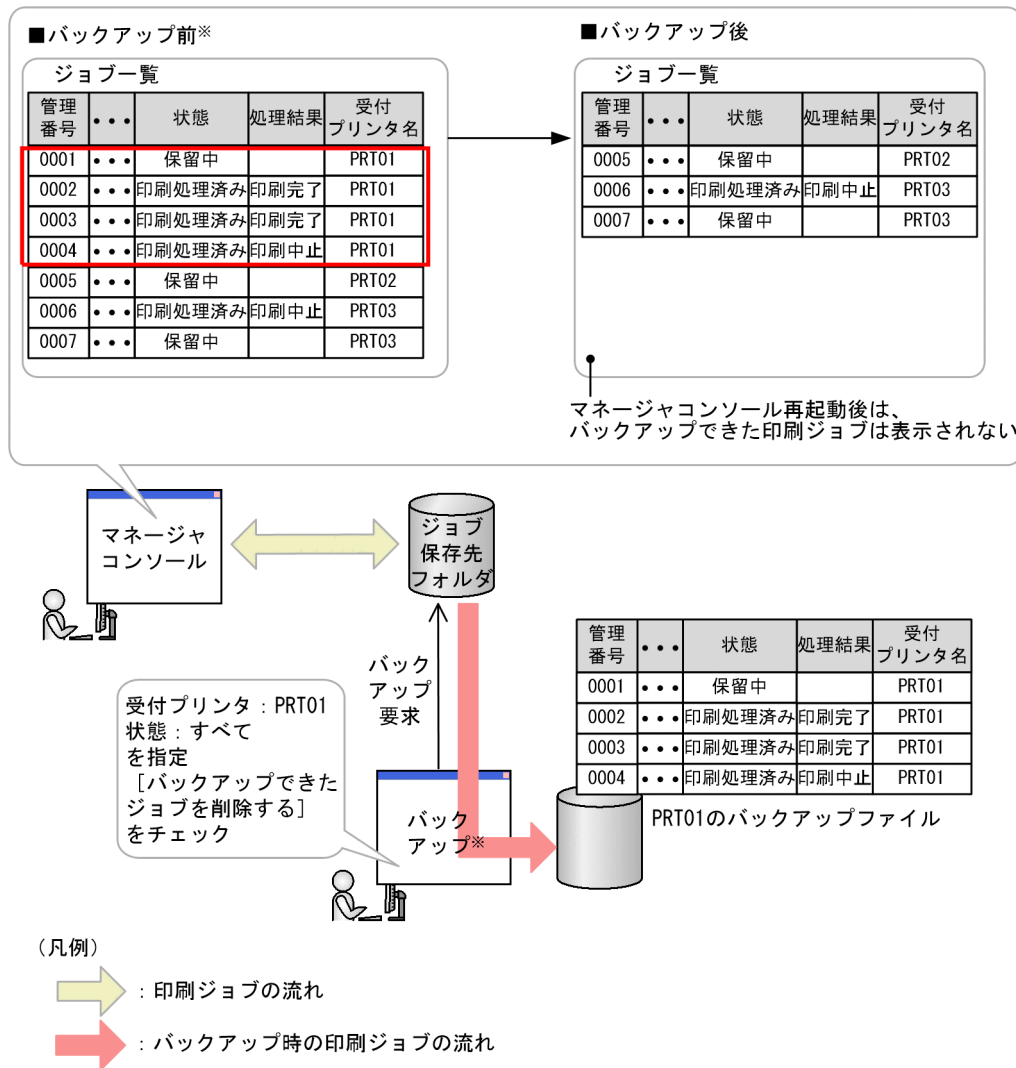 ■バックアップ前※
ジョブ一覧
管理番号 ・・・ 状態 処理結果 受付プリンタ名
0001 ・・・ 保留中 PRT01
0002 ・・・ 印刷処理済み 印刷完了 PRT01
0003 ・・・ 印刷処理済み 印刷完了 PRT01
0004 ・・・ 印刷処理済み 印刷中止 PRT01
0005 ・・・ 保留中 PRT02
0006 ・・・ 印刷処理済み 印刷中止 PRT03
0007 ・・・ 保留中 PRT03
■バックアップ後
ジョブ一覧
管理番号 ・・・ 状態 処理結果 受付プリンタ名
0005 ・・・ 保留中 PRT02
0006 ・・・ 印刷処理済み 印刷中止 PRT03
0007 ・・・ 保留中 PRT03
マネージャコンソール再起動後は、
バックアップできた印刷ジョブは表示されない
マネージャ
コンソール
ジョブ
保存先
フォルダ
バック
アップ
要求
受付プリンタ：PRT01
状態：すべて
を指定
［バックアップできた
ジョブを削除する］
をチェック
バック
アップ※
管理番号 ・・・ 状態 処理結果 受付プリンタ名
0001 ・・・ 保留中 PRT01
0002 ・・・ 印刷処理済み 印刷完了 PRT01
0003 ・・・ 印刷処理済み 印刷完了 PRT01
0004 ・・・ 印刷処理済み 印刷中止 PRT01
PRT01のバックアップファイル
（凡例）
：印刷ジョブの流れ
：バックアップ時の印刷ジョブの流れ